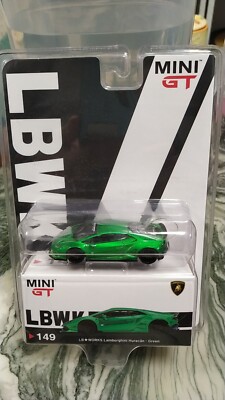 MINI
GT
LBWK
MINI
GT
LBWK
149
LB★WORKS Lamborghini Huracán - Green